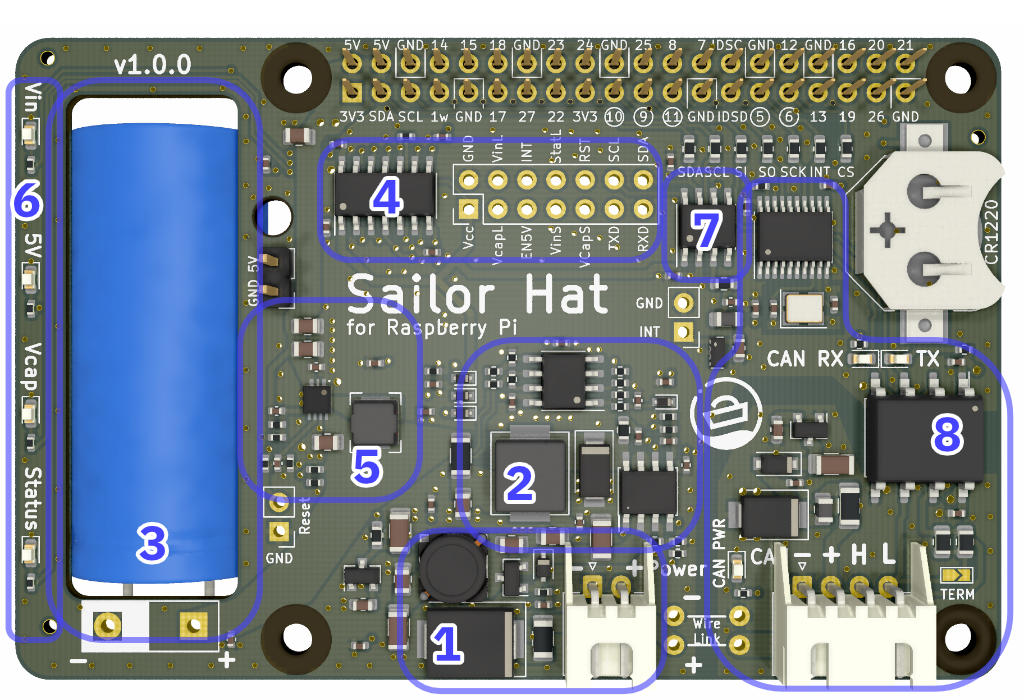 v1.0.0
5V 5V GND 14 15 18 GND 23 24 GND 25 8 7 IDSC GND 12 GND 16 20 21
3V3 SDA SCL 1w GND 17 27 22 3V3 10 9 11 GND IDSD 5 6 13 19 26 GND
Vin
5V
Vcap
Status
6
3
- +
GND 5V
4
GND Vin INT RST SCL SDA
Vcc VcapL EN5V VinS VCapS TXD RXD
SDA SCL SI SO SCK INT CS
7
CR1220
+
Sailor Hat
for Raspberry Pi
GND
INT
CAN RX TX
5
2
8
Reset
GND
1
- + Power
-
Wire
Link
+
CAN PWR
CA
- + H L
TERM